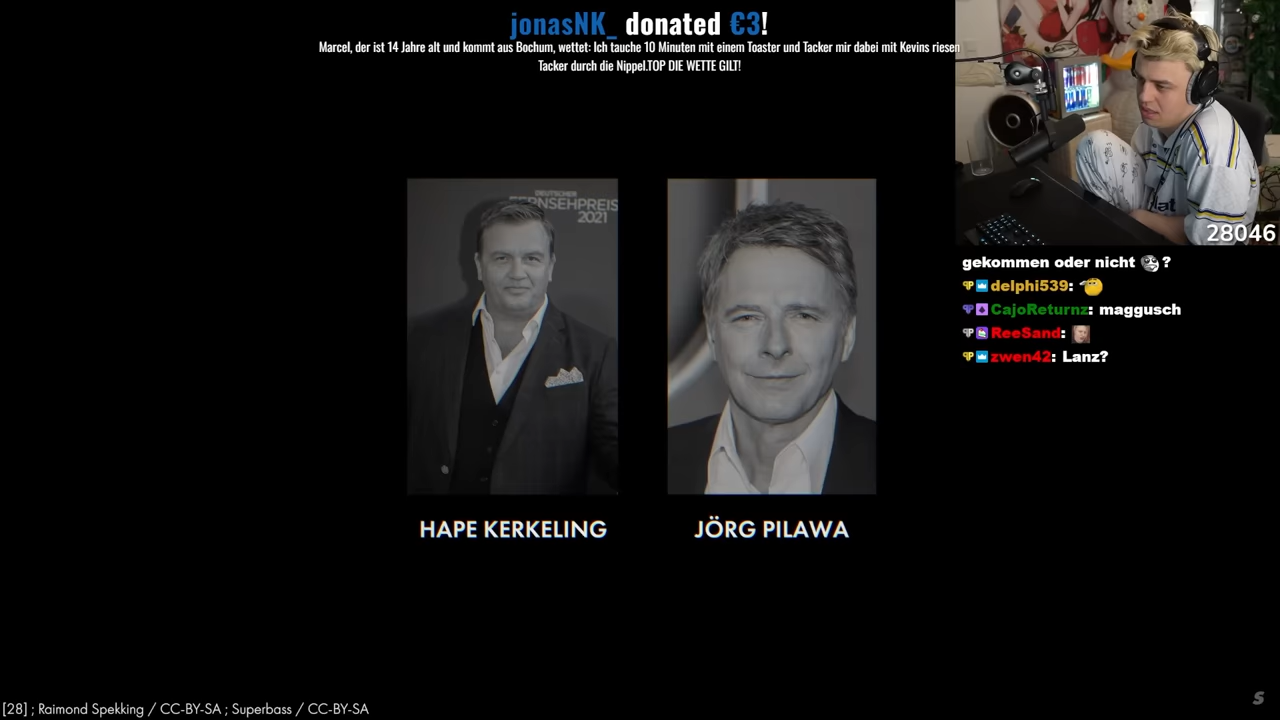 jonasNK_ donated €3!
Marcel, der ist 14 Jahre alt und kommt aus Bochum, wettet: Ich tauche 10 Minuten mit einem Toaster und Tacker mir dabei mit Kevins riesen
Tacker durch die Nippel.TOP DIE WETTE GILT!
DEUTSCHER
FERNSEHPREIS
2021
HAPE KERKELING
JÖRG PILAWA
28046
gekommen oder nicht ?
delphi539:
CajoReturnz: maggusch
ReeSand:
zwen42: Lanz?
[28] ; Raimond Spekking / CC-BY-SA ; Superbass / CC-BY-SA
S